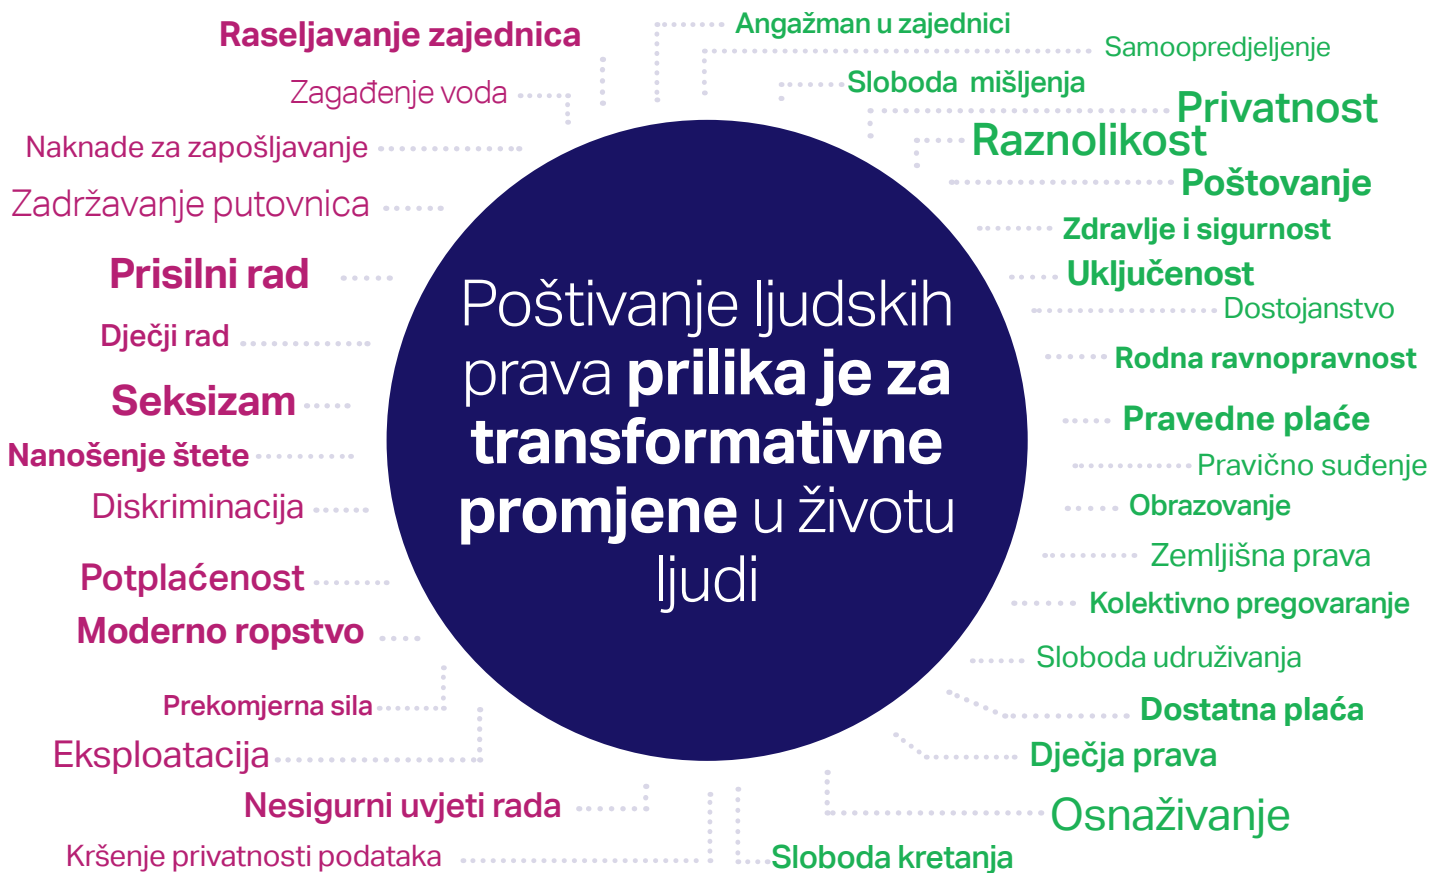 Raseljavanje zajednica
Zagađenje voda
Naknade za zapošljavanje
Zadržavanje putovnica
Prisilni rad
Dječji rad
Seksizam
Nanošenje štete
Diskriminacija
Potplaćenost
Moderno ropstvo
Prekomjerna sila
Eksploatacija
Nesigurni uvjeti rada
Kršenje privatnosti podataka
Poštivanje ljudskih
prava prilika je za
transformativne
promjene u životu
ljudi
Angažman u zajednici
Samoopredjeljenje
Sloboda mišljenja
Privatnost
Raznolikost
Poštovanje
Zdravlje i sigurnost
Uključenost
Dostojanstvo
Rodna ravnopravnost
Pravedne plaće
Pravično suđenje
Obrazovanje
Zemljišna prava
Kolektivno pregovaranje
Sloboda udruživanja
Dostatna plaća
Dječja prava
Osnaživanje
Sloboda kretanja